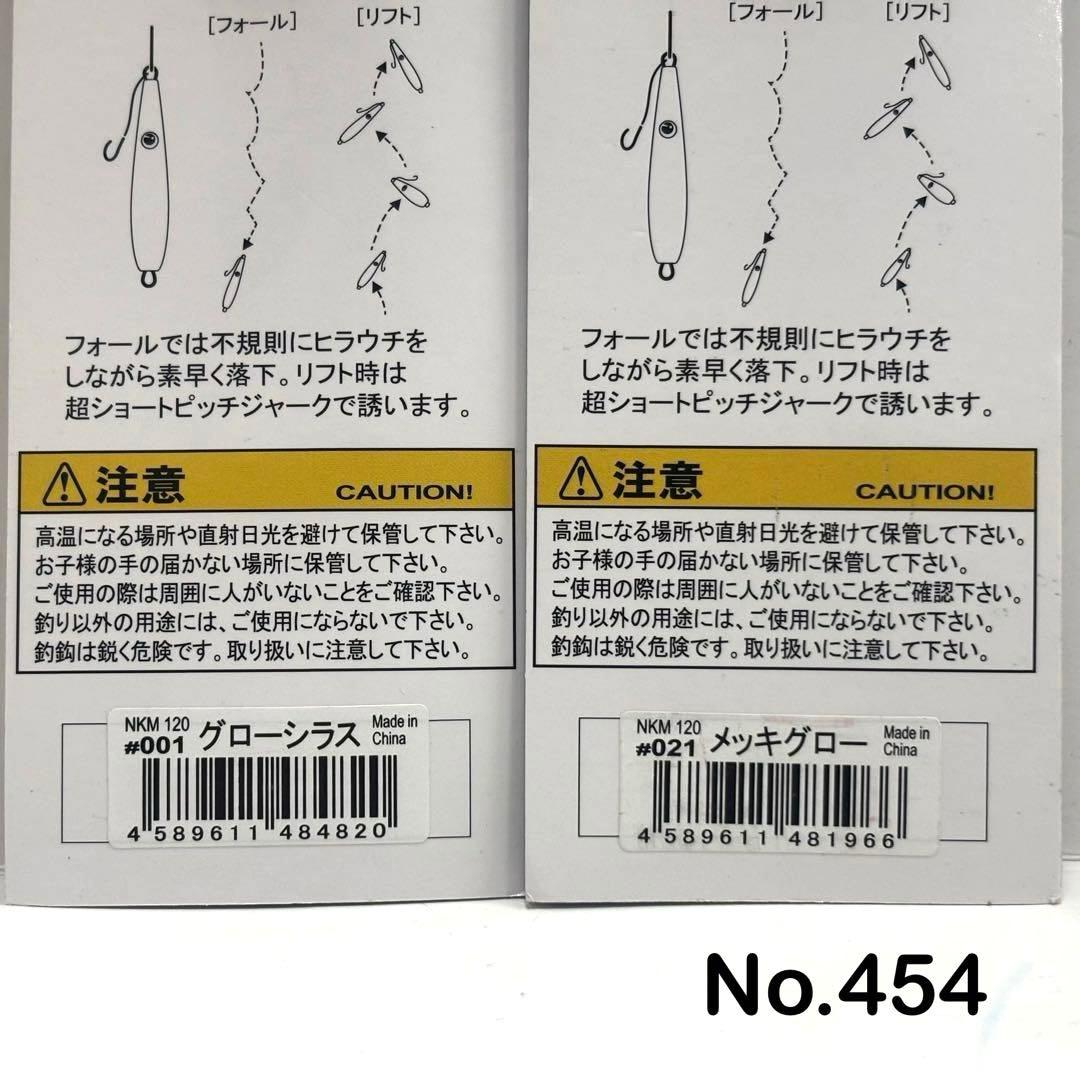 [フォール] [リフト]
フォールでは不規則にヒラウチを
しながら素早く落下。リフト時は
超ショートピッチジャークで誘います。
注意 CAUTION!
高温になる場所や直射日光を避けて保管して下さい。
お子様の手の届かない場所に保管して下さい。
ご使用の際は周囲に人がいないことをご確認下さい。
釣り以外の用途には、ご使用にならないで下さい。
釣鈎は鋭く危険です。取り扱いに注意して下さい。
NKM 120
#001 グローシラス Made in
China
4 589611 484820
[フォール] [リフト]
フォールでは不規則にヒラウチを
しながら素早く落下。リフト時は
超ショートピッチジャークで誘います。
注意 CAUTION!
高温になる場所や直射日光を避けて保管して下さい。
お子様の手の届かない場所に保管して下さい。
ご使用の際は周囲に人がいないことをご確認下さい。
釣り以外の用途には、ご使用にならないで下さい。
釣鈎は鋭く危険です。取り扱いに注意して下さい。
NKM 120
#021 メッキグロー Made in
China
4 589611 481966
No.454